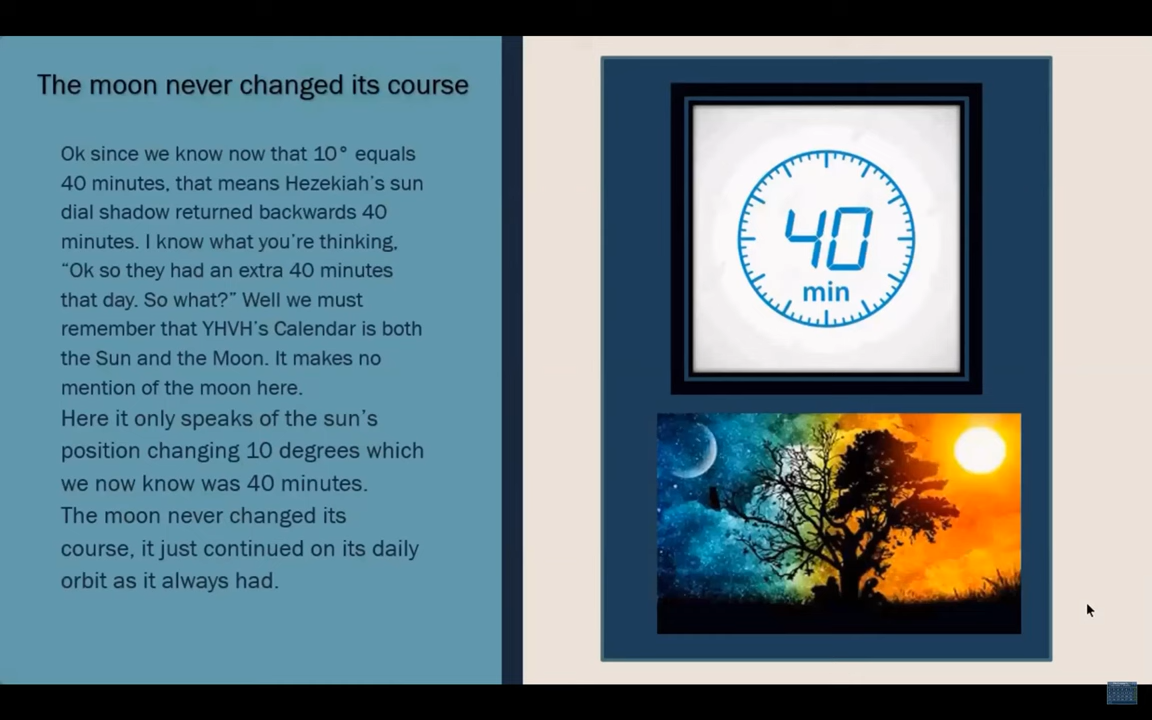 The moon never changed its course
Ok since we know now that 10° equals
40 minutes, that means Hezekiah's sun
dial shadow returned backwards 40
minutes. I know what you're thinking,
“Ok so they had an extra 40 minutes
that day. So what?” Well we must
remember that YHVH's Calendar is both
the Sun and the Moon. It makes no
mention of the moon here.
Here it only speaks of the sun's
position changing 10 degrees which
we now know was 40 minutes.
The moon never changed its
course, it just continued on its daily
orbit as it always had.
40
min